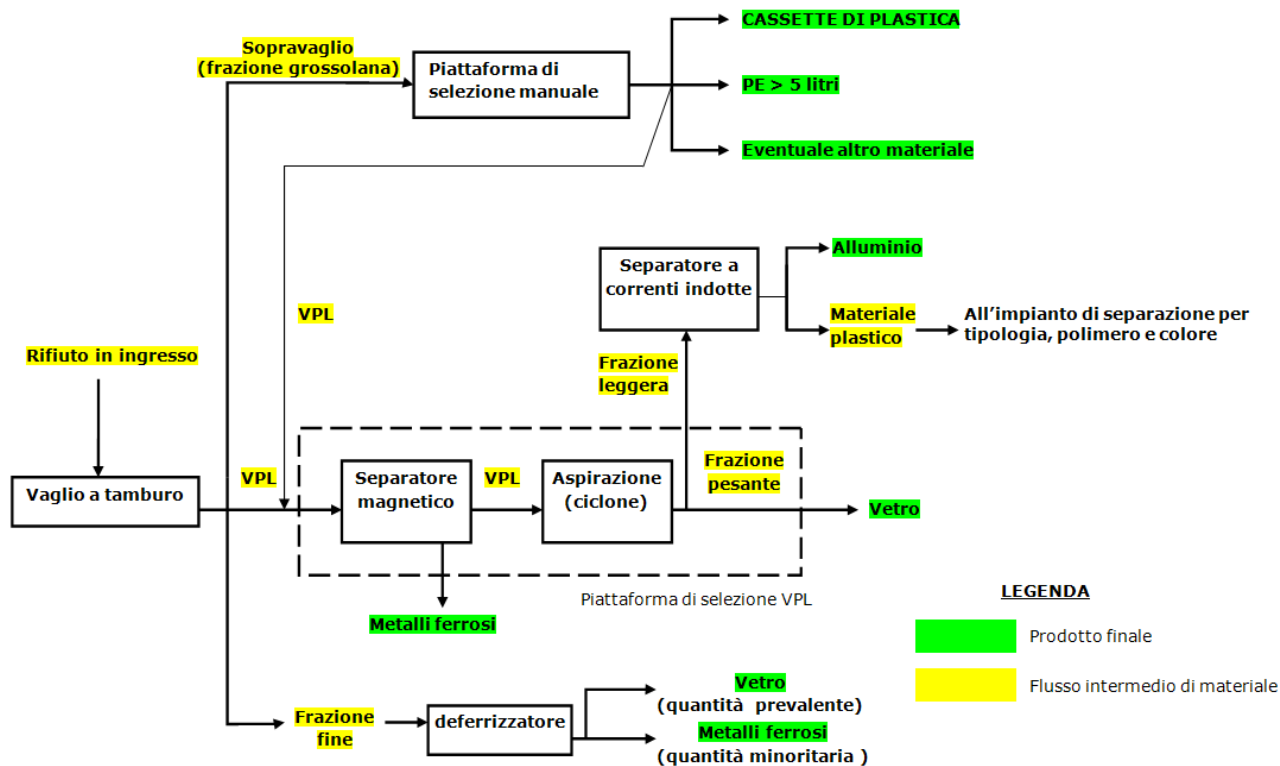 CASSETTE DI PLASTICA
Sopravaglio
(frazione grossolana)
Piattaforma di
selezione manuale
PE > 5 litri
Eventuale altro materiale
Separatore a
correnti indotte
Alluminio
Materiale
plastico
All'impianto di separazione per
tipologia, polimero e colore
VPL
Rifiuto in ingresso
Frazione
leggera
Vaglio a tamburo
VPL
Separatore
magnetico
VPL
Aspirazione
(ciclone)
Frazione
pesante
Vetro
Piattaforma di selezione VPL
Metalli ferrosi
LEGENDA
Prodotto finale
Flusso intermedio di materiale
Frazione
fine
deferrizzatore
Vetro
(quantità prevalente)
Metalli ferrosi
(quantità minoritaria )